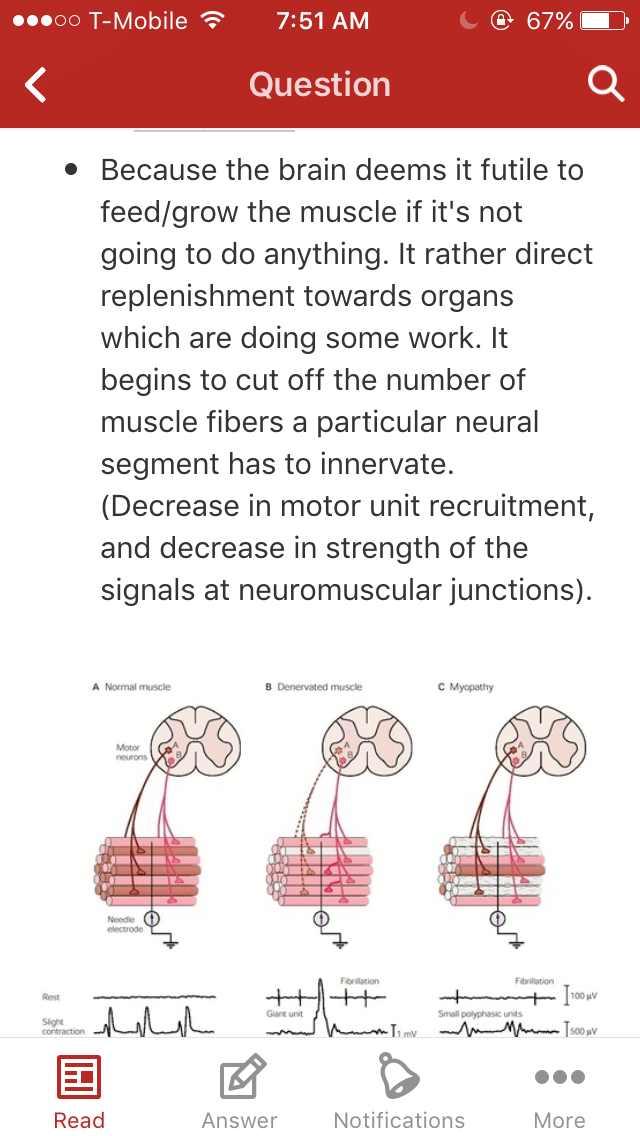 T-Mobile 7:51 AM 67%
Question
• Because the brain deems it futile to
feed/grow the muscle if it's not
going to do anything. It rather direct
replenishment towards organs
which are doing some work. It
begins to cut off the number of
muscle fibers a particular neural
segment has to innervate.
(Decrease in motor unit recruitment,
and decrease in strength of the
signals at neuromuscular junctions).
A Normal muscle B Denervated muscle C Myopathy
Motor
neurons
A A A
B B B
Needle
electrode
Fibrillation Fibrillation
Rest 100 µV
Giant unit Small polyphasic units
Slight
contraction 1 mV 500 µV
Read Answer Notifications More